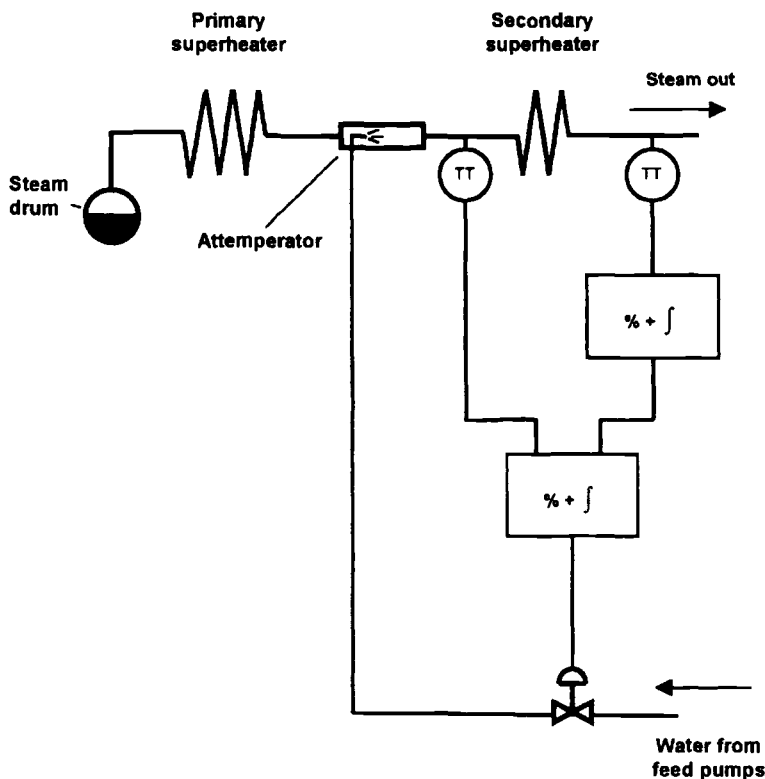 Primary
superheater
Secondary
superheater
Steam out
Steam
drum
Attemperator
TT
TT
% + ∫
% + ∫
Water from
feed pumps